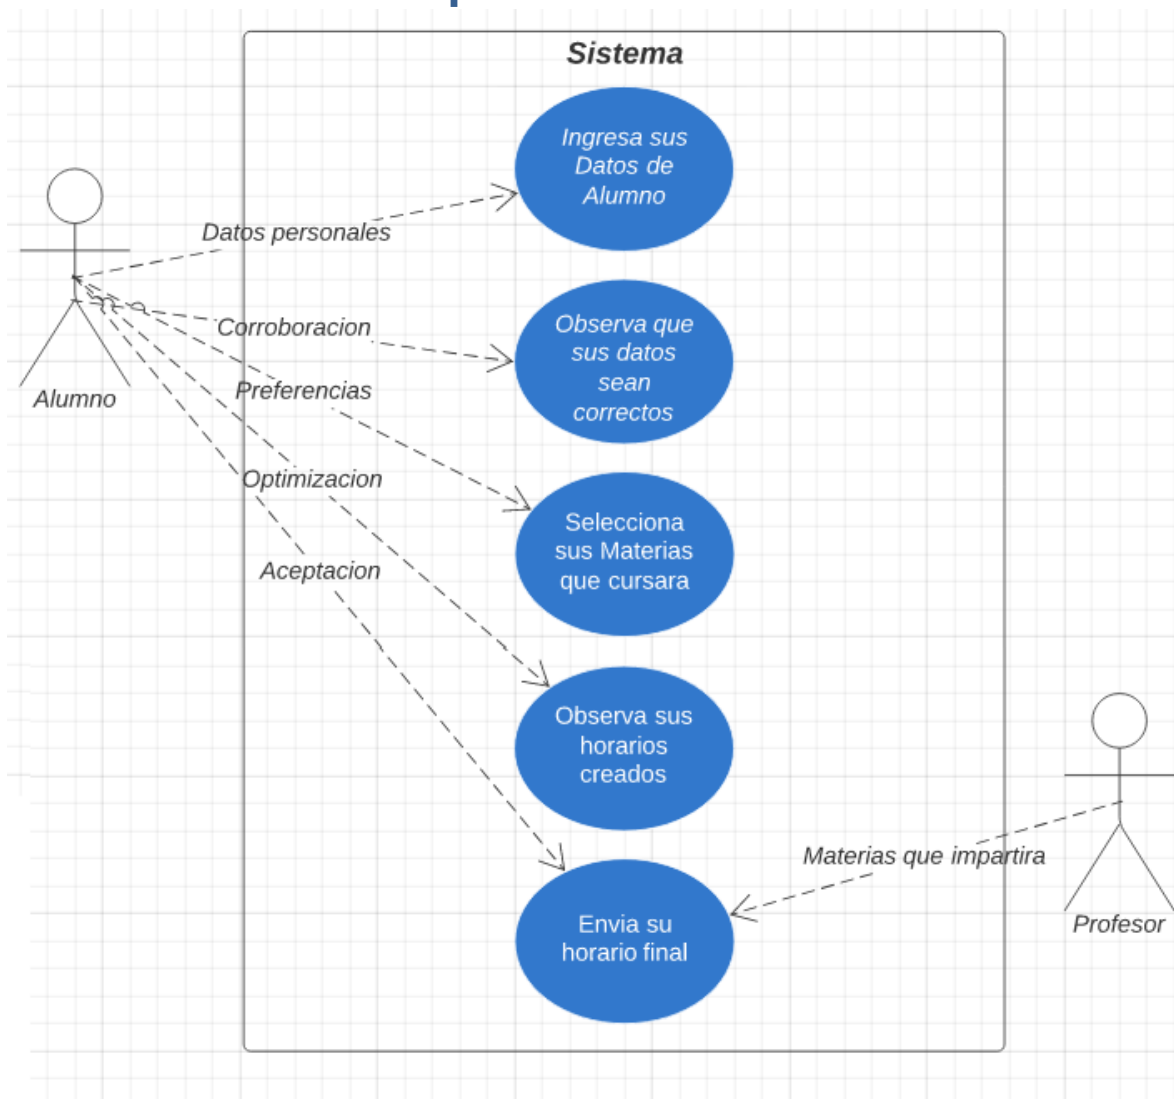 Sistema
Ingresa sus
Datos de
Alumno
Datos personales
Corroboracion
Observa que
sus datos
sean
correctos
Alumno
Preferencias
Optimizacion
Selecciona
sus Materias
que cursara
Aceptacion
Observa sus
horarios
creados
Materias que impartira
Profesor
Envia su
horario final